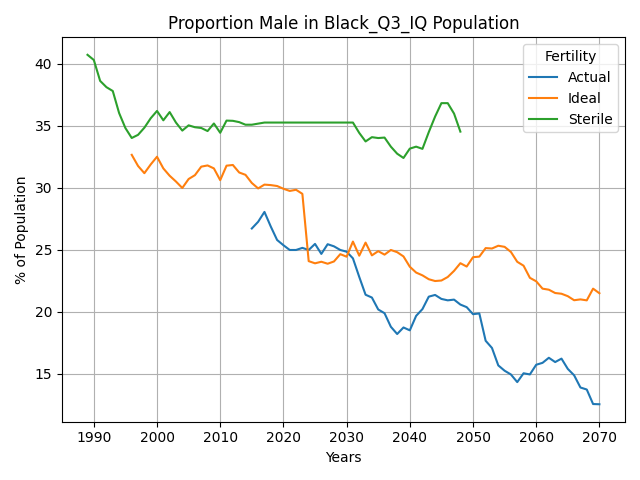 Proportion Male in Black_Q3_IQ Population
Fertility
Actual
Ideal
Sterile
% of Population
40
35
30
25
20
15
1990 2000 2010 2020 2030 2040 2050 2060 2070
Years